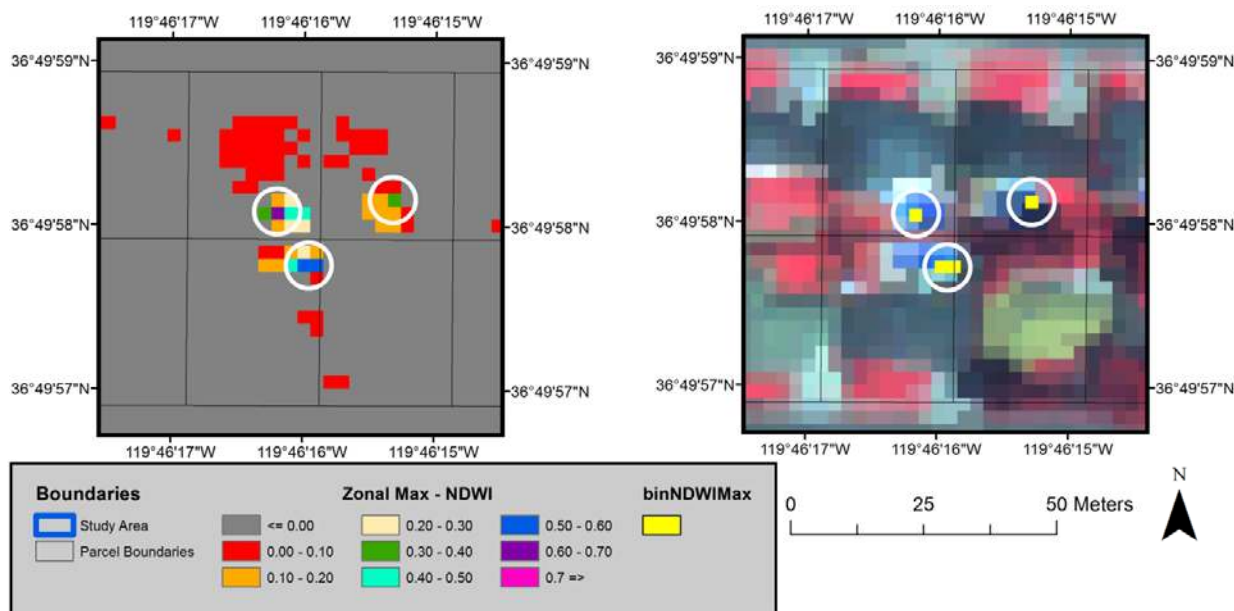 119°46'17"W 119°46'16"W 119°46'15"W
36°49'59"N 36°49'59"N
36°49'58"N 36°49'58"N
36°49'57"N 36°49'57"N
119°46'17"W 119°46'16"W 119°46'15"W
119°46'17"W 119°46'16"W 119°46'15"W
36°49'59"N 36°49'59"N
36°49'58"N 36°49'58"N
36°49'57"N 36°49'57"N
119°46'17"W 119°46'16"W 119°46'15"W
Boundaries
Study Area
Parcel Boundaries
Zonal Max - NDWI
<= 0.00
0.00 - 0.10
0.10 - 0.20
0.20 - 0.30
0.30 - 0.40
0.40 - 0.50
0.50 - 0.60
0.60 - 0.70
0.7 =>
binNDWIMax
0 25 50 Meters
N